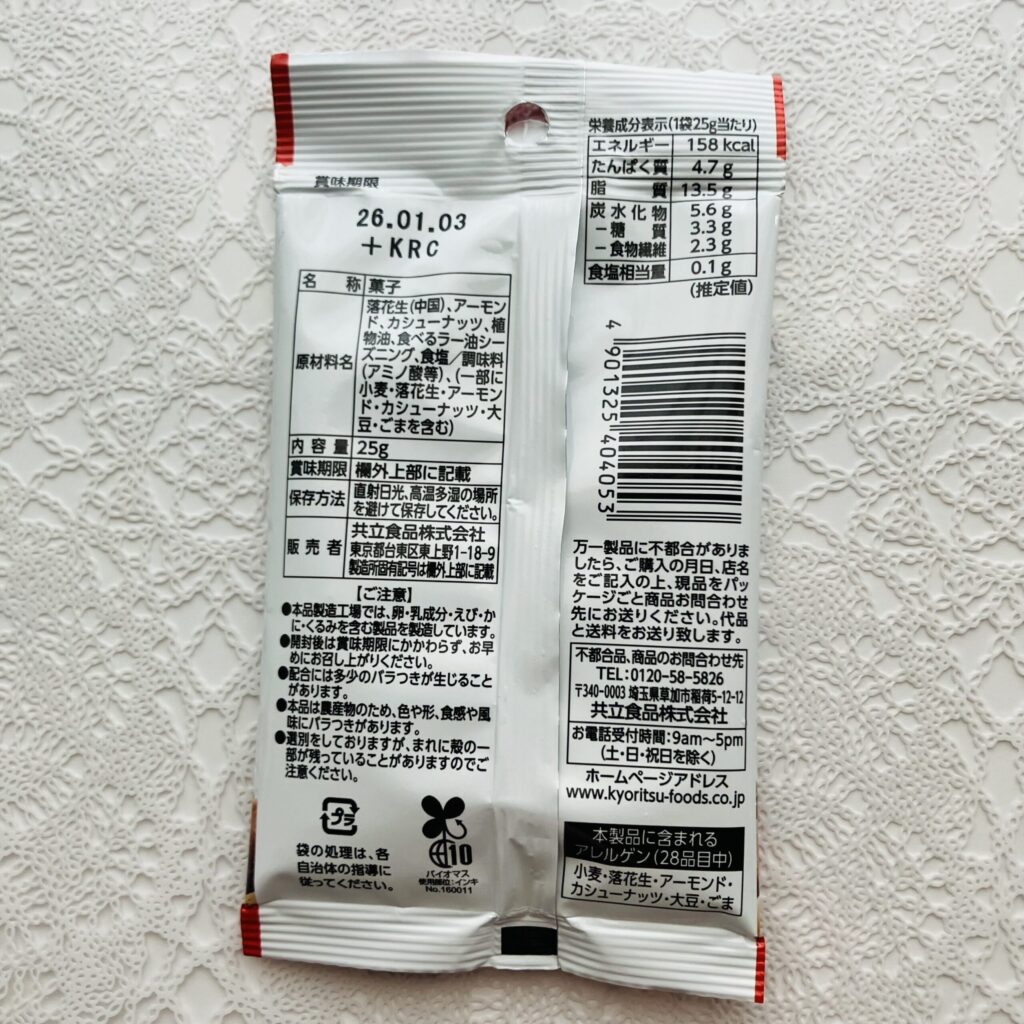 賞味期限
26.01.03
+KRC
名称 菓子
原材料名
落花生(中国)、アーモン
ド、カシューナッツ、植
物油、食べるラー油シー
ズニング、食塩/調味料
(アミノ酸等)、(一部に
小麦・落花生・アーモン
ド・カシューナッツ・大
豆・ごまを含む)
内容量 25g
賞味期限 欄外上部に記載
保存方法
直射日光、高温多湿の場所
を避けて保存してください。
販売者
共立食品株式会社
東京都台東区東上野1-18-9
製造所固有記号は欄外上部に記載
【ご注意】
●本品製造工場では、卵・乳成分・えび・か
に・くるみを含む製品を製造しています。
●開封後は賞味期限にかかわらず、お早
めにお召し上がりください。
●配合には多少のバラつきが生じること
があります。
●本品は農産物のため、色や形、食感や風
味にバラつきがあります。
●選別をしておりますが、まれに殻の一
部が残っていることがありますのでご
注意ください。
プラ
袋の処理は、各
自治体の指導に
従ってください。
10
バイオマス
使用部位:インキ
No.160011
栄養成分表示(1袋25g当たり)
エネルギー 158 kcal
たんぱく質 4.7 g
脂質 13.5 g
炭水化物 5.6 g
-糖質 3.3 g
-食物繊維 2.3 g
食塩相当量 0.1 g
(推定値)
4 901325 404053
万一製品に不都合がありま
したら、ご購入の月日、店名
をご記入の上、現品をパッ
ケージごと商品お問合わせ
先にお送りください。代品
と送料をお送り致します。
不都合品、商品のお問合わせ先
TEL:0120-58-5826
〒340-0003 埼玉県草加市稲荷5-12-12
共立食品株式会社
お電話受付時間:9am~5pm
(土・日・祝日を除く)
ホームページアドレス
www.kyoritsu-foods.co.jp
本製品に含まれる
アレルゲン(28品目中)
小麦・落花生・アーモンド・
カシューナッツ・大豆・ごま